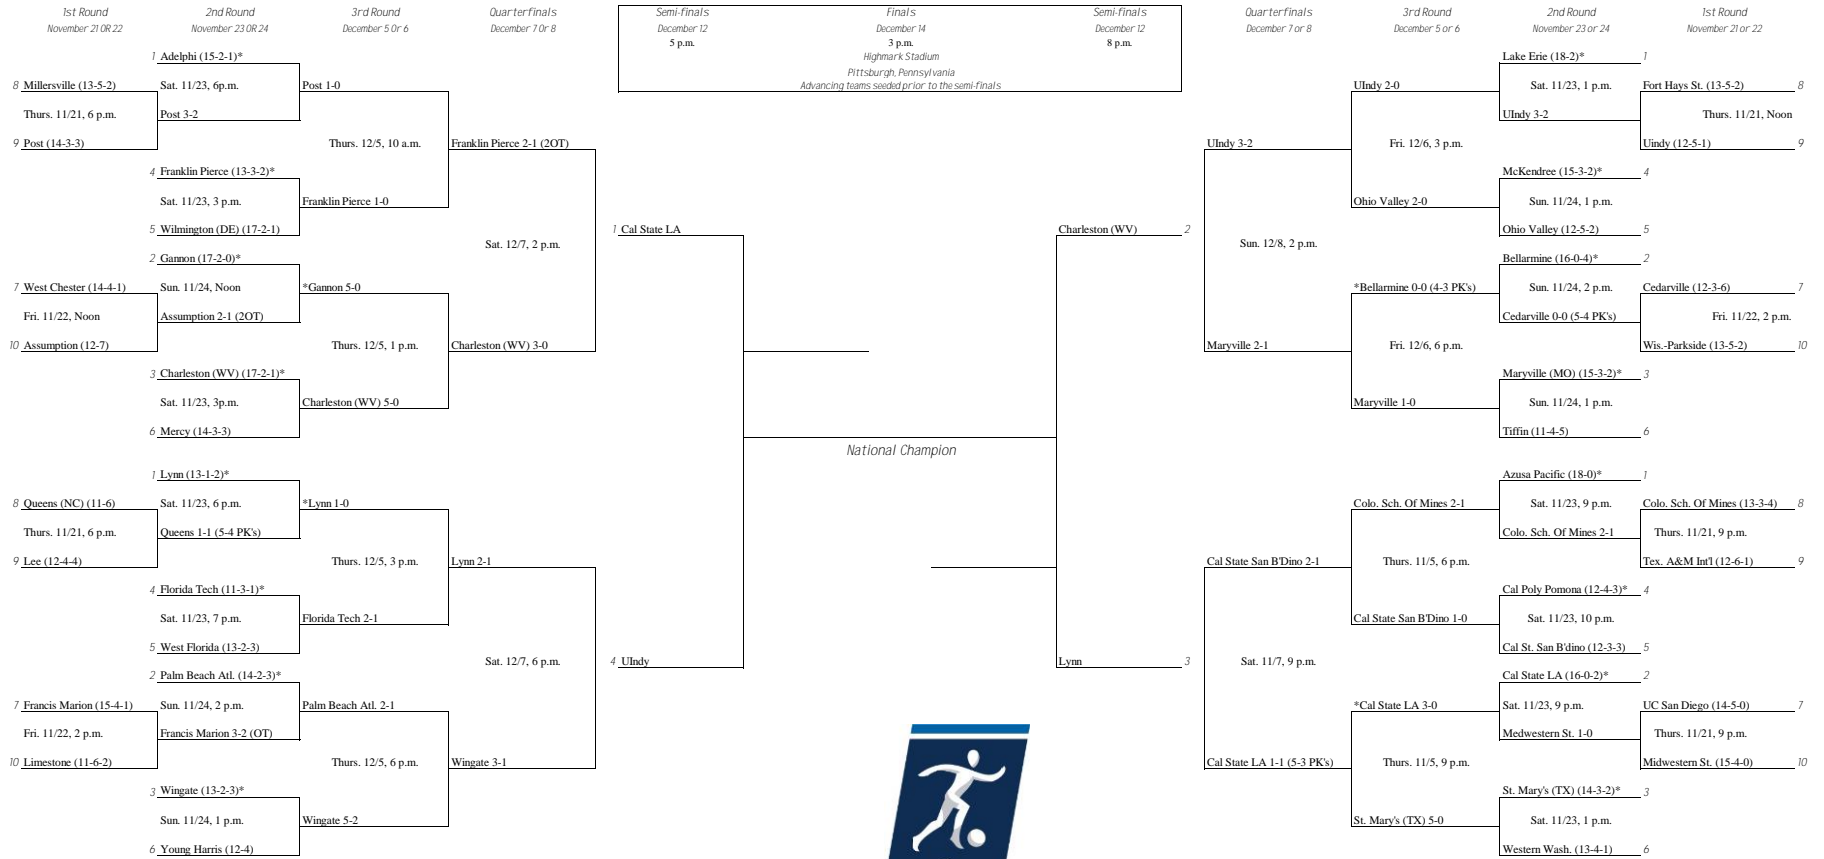 1st Round
November 21 OR 22
2nd Round
November 23 OR 24
3rd Round
December 5 Or 6
Quarterfinals
December 7 Or 8
Semi-finals
December 12
5 p.m.
Finals
December 14
3 p.m.
Highmark Stadium
Pittsburgh, Pennsylvania
Advancing teams seeded prior to the semi-finals
Semi-finals
December 12
8 p.m.
Quarterfinals
December 7 or 8
3rd Round
December 5 or 6
2nd Round
November 23 or 24
1st Round
November 21 or 22
1 Adelphi (15-2-1)*
8 Millersville (13-5-2)
Sat. 11/23, 6p.m.
Post 1-0
Thurs. 11/21, 6 p.m.
Post 3-2
9 Post (14-3-3)
Thurs. 12/5, 10 a.m.
Franklin Pierce 2-1 (2OT)
4 Franklin Pierce (13-3-2)*
Sat. 11/23, 3 p.m.
Franklin Pierce 1-0
5 Wilmington (DE) (17-2-1)
Sat. 12/7, 2 p.m.
2 Gannon (17-2-0)*
7 West Chester (14-4-1)
Sun. 11/24, Noon
*Gannon 5-0
Fri. 11/22, Noon
Assumption 2-1 (2OT)
10 Assumption (12-7)
Thurs. 12/5, 1 p.m.
Charleston (WV) 3-0
3 Charleston (WV) (17-2-1)*
Sat. 11/23, 3p.m.
Charleston (WV) 5-0
6 Mercy (14-3-3)
1 Lynn (13-1-2)*
8 Queens (NC) (11-6)
Sat. 11/23, 6 p.m.
*Lynn 1-0
Thurs. 11/21, 6 p.m.
Queens 1-1 (5-4 PK's)
9 Lee (12-4-4)
Thurs. 12/5, 3 p.m.
Lynn 2-1
4 Florida Tech (11-3-1)*
Sat. 11/23, 7 p.m.
Florida Tech 2-1
5 West Florida (13-2-3)
Sat. 12/7, 6 p.m.
2 Palm Beach Atl. (14-2-3)*
7 Francis Marion (15-4-1)
Sun. 11/24, 2 p.m.
Palm Beach Atl. 2-1
Fri. 11/22, 2 p.m.
Francis Marion 3-2 (OT)
10 Limestone (11-6-2)
Thurs. 12/5, 6 p.m.
Wingate 3-1
3 Wingate (13-2-3)*
Sun. 11/24, 1 p.m.
Wingate 5-2
6 Young Harris (12-4)
1 Cal State LA
4 UIndy
National Champion
Charleston (WV) 2
Lynn 3
Lake Erie (18-2)* 1
UIndy 2-0
Sat. 11/23, 1 p.m.
Fort Hays St. (13-5-2) 8
UIndy 3-2
Thurs. 11/21, Noon
UIndy 3-2
Fri. 12/6, 3 p.m.
Uindy (12-5-1) 9
McKendree (15-3-2)* 4
Ohio Valley 2-0
Sun. 11/24, 1 p.m.
Ohio Valley (12-5-2) 5
Sun. 12/8, 2 p.m.
Bellarmine (16-0-4)* 2
*Bellarmine 0-0 (4-3 PK's)
Sun. 11/24, 2 p.m.
Cedarville (12-3-6) 7
Cedarville 0-0 (5-4 PK's)
Fri. 11/22, 2 p.m.
Maryville 2-1
Fri. 12/6, 6 p.m.
Wis.-Parkside (13-5-2) 10
Maryville (MO) (15-3-2)* 3
Maryville 1-0
Sun. 11/24, 1 p.m.
Tiffin (11-4-5) 6
Azusa Pacific (18-0)* 1
Colo. Sch. Of Mines 2-1
Sat. 11/23, 9 p.m.
Colo. Sch. Of Mines (13-3-4) 8
Colo. Sch. Of Mines 2-1
Thurs. 11/21, 9 p.m.
Cal State San B'Dino 2-1
Thurs. 11/5, 6 p.m.
Tex. A&M Int'l (12-6-1) 9
Cal Poly Pomona (12-4-3)* 4
Cal State San B'Dino 1-0
Sat. 11/23, 10 p.m.
Cal St. San B'dino (12-3-3) 5
Sat. 11/7, 9 p.m.
Cal State LA (16-0-2)* 2
*Cal State LA 3-0
Sat. 11/23, 9 p.m.
UC San Diego (14-5-0) 7
Medwestern St. 1-0
Thurs. 11/21, 9 p.m.
Cal State LA 1-1 (5-3 PK's)
Thurs. 11/5, 9 p.m.
Midwestern St. (15-4-0) 10
St. Mary's (TX) (14-3-2)* 3
St. Mary's (TX) 5-0
Sat. 11/23, 1 p.m.
Western Wash. (13-4-1) 6